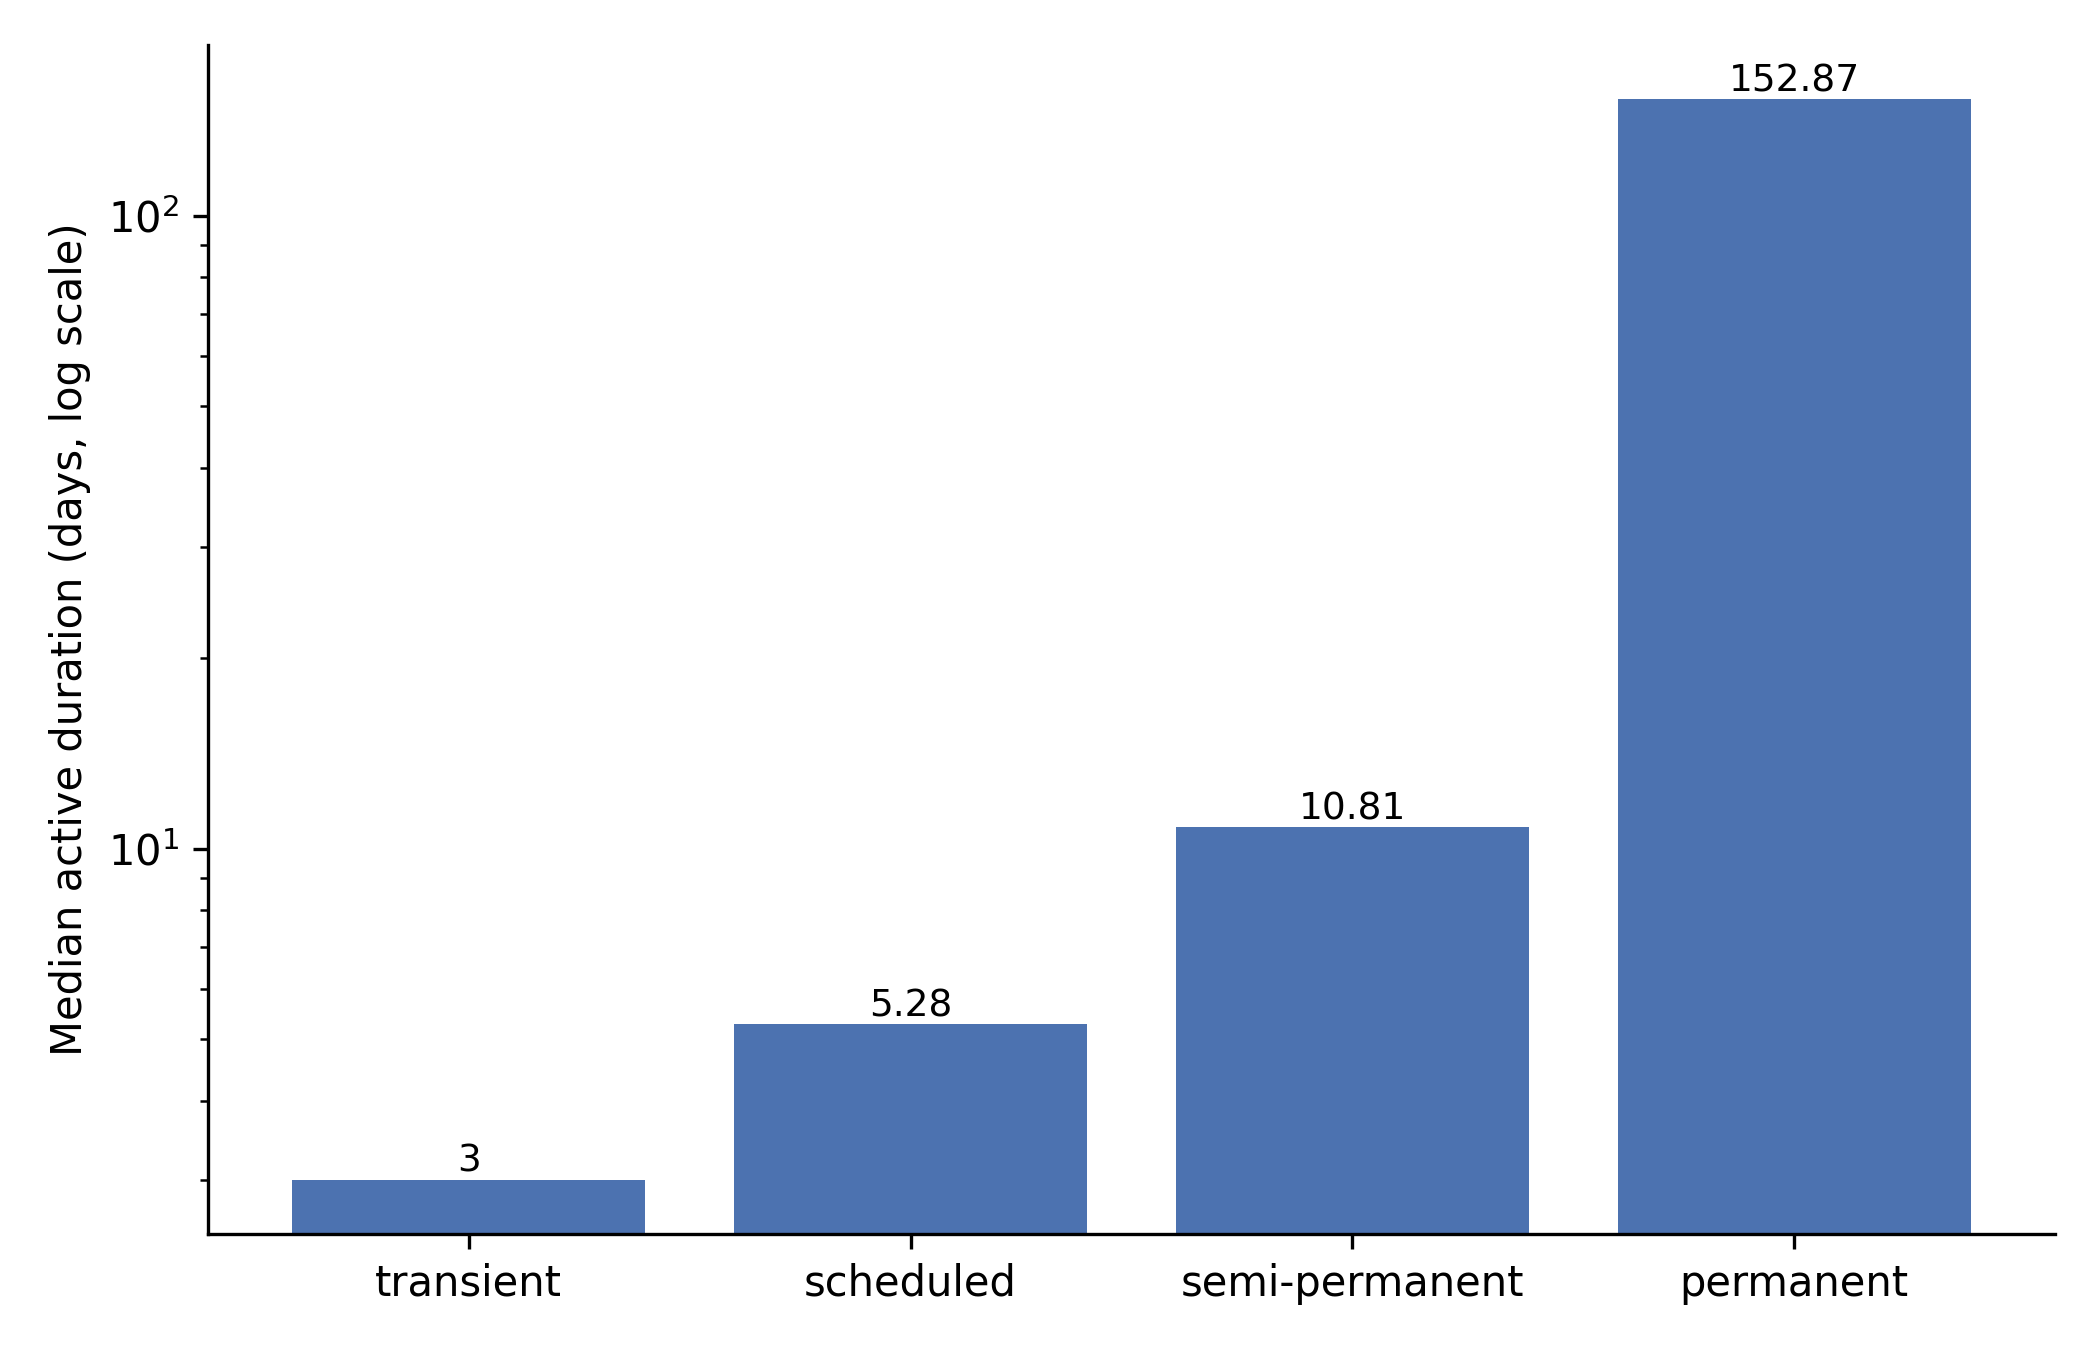 Median active duration (days, log scale)
10²
10¹
3
5.28
10.81
152.87
transient
scheduled
semi-permanent
permanent